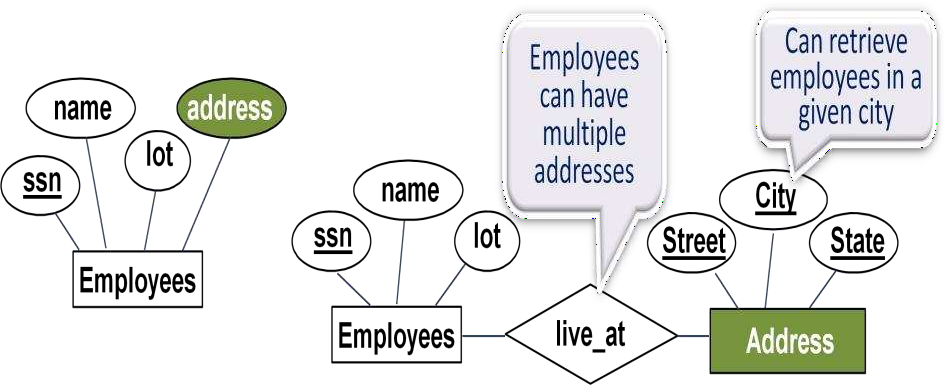 name
address
ssn
lot
Employees
Employees
can have
multiple
addresses
Can retrieve
employees in a
given city
ssn
name
lot
Street
City
State
Employees
live_at
Address